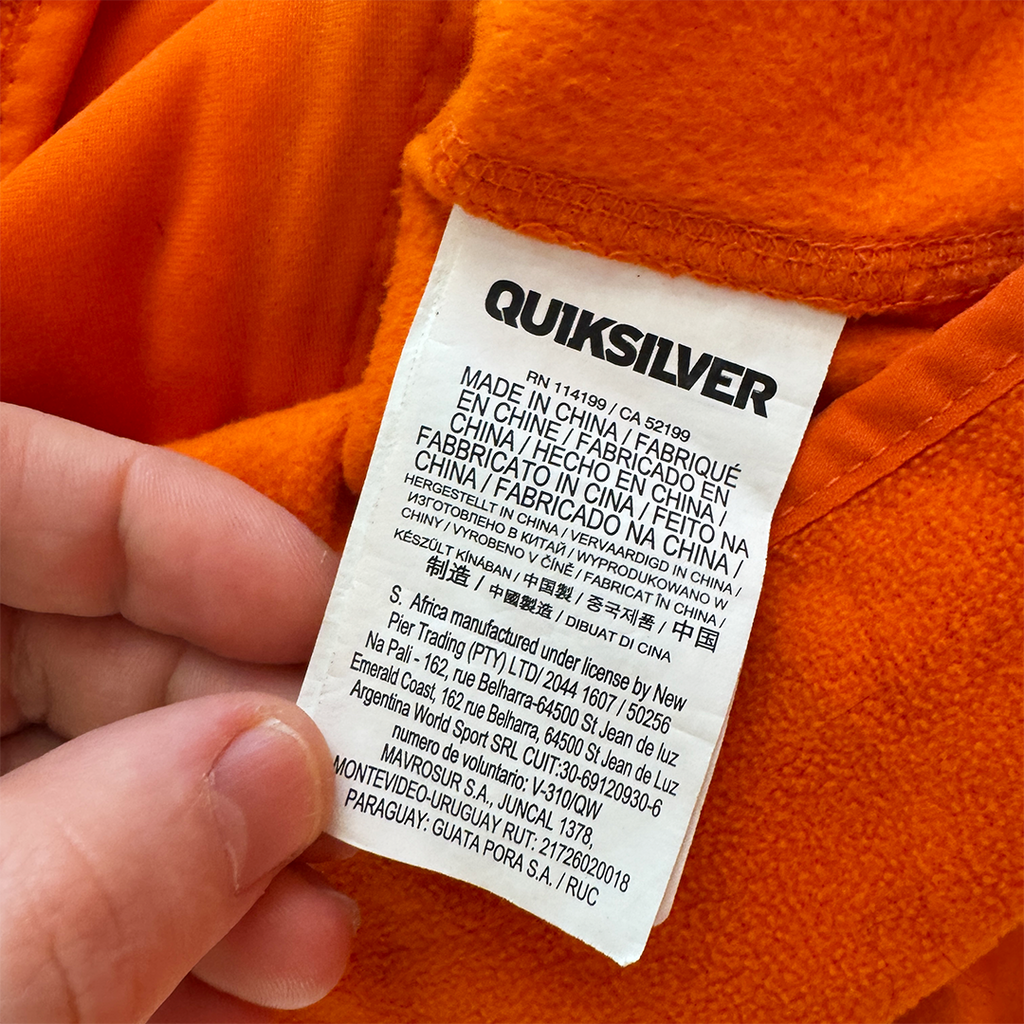 QUIKSILVER
RN 114199 / CA 52199
MADE IN CHINA / FABRIQUÉ
EN CHINE / FABRICADO EN
CHINA / HECHO EN CHINA /
FABBRICATO IN CINA / FEITO NA
CHINA / FABRICADO NA CHINA /
HERGESTELLT IN CHINA / VERVAARDIGD IN CHINA /
ИЗГОТОВЛЕНО В КИТАЙ / WYPRODUKOWANO W
CHINY / VYROBENO V ČÍNĚ / FABRICAT ÎN CHINA /
KÉSZÜLT KÍNÁBAN / 中国製 / 중국제품 / 中国
制造 / 中國製造 / DIBUAT DI CINA
S. Africa manufactured under license by New
Pier Trading (PTY) LTD/ 2044 1607 / 50256
Na Pali - 162, rue Belharra-64500 St Jean de luz
Emerald Coast, 162 rue Belharra, 64500 St Jean de Luz
Argentina World Sport SRL CUIT:30-69120930-6
numero de voluntario: V-310/QW
MAVROSUR S.A., JUNCAL 1378,
MONTEVIDEO-URUGUAY RUT: 21726020018
PARAGUAY: GUATA PORA S.A. / RUC